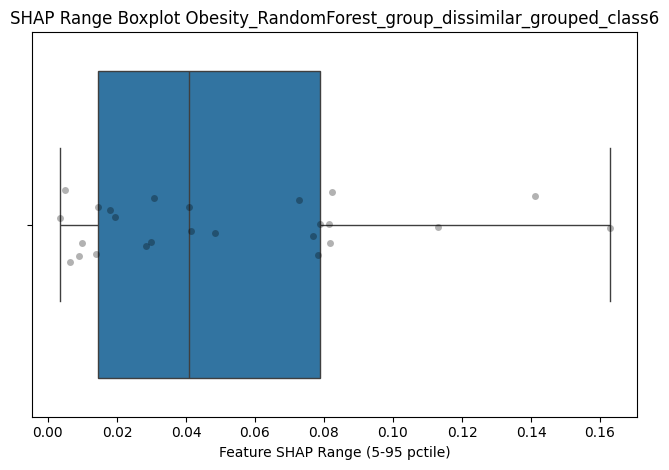 SHAP Range Boxplot Obesity_RandomForest_group_dissimilar_grouped_class6
0.00 0.02 0.04 0.06 0.08 0.10 0.12 0.14 0.16
Feature SHAP Range (5-95 pctile)